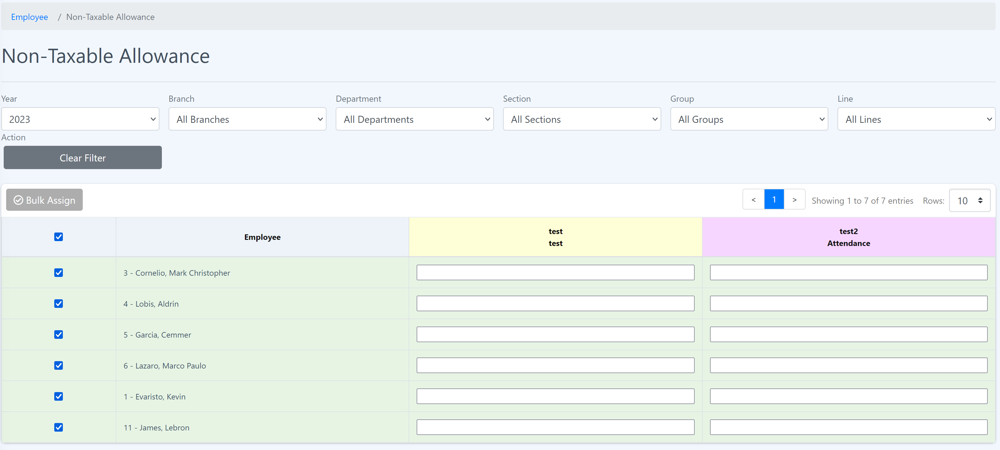 Employee / Non-Taxable Allowance
Non-Taxable Allowance
Year Branch Department Section Group Line
2023 All Branches All Departments All Sections All Groups All Lines
Action
Clear Filter
Bulk Assign < 1 > Showing 1 to 7 of 7 entries Rows: 10
Employee
test
test
test2
Attendance
3 - Cornelio, Mark Christopher
4 - Lobis, Aldrin
5 - Garcia, Cemmer
6 - Lazaro, Marco Paulo
1 - Evaristo, Kevin
11 - James, Lebron